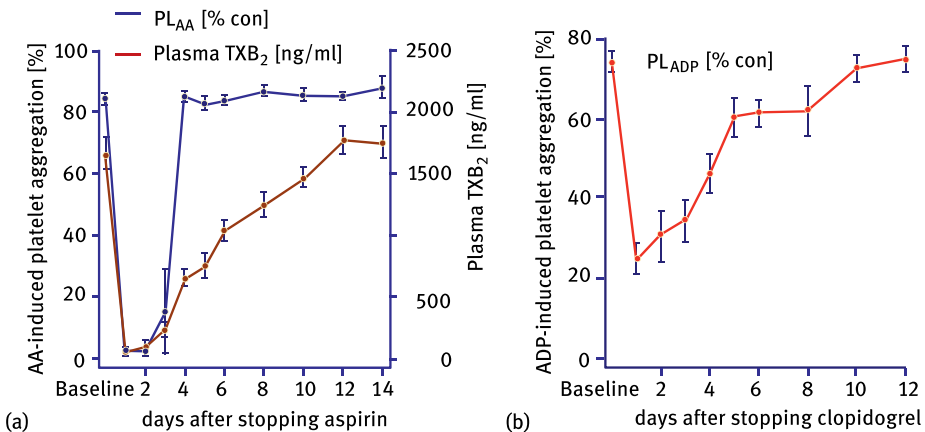 PLAA [% con]
Plasma TXB2 [ng/ml]
AA-induced platelet aggregation [%]
100
80
60
40
20
0
2500
2000
1500
500
0
Plasma TXB2 [ng/ml]
Baseline 2 4 6 8 10 12 14
days after stopping aspirin
(a)
PLADP [% con]
ADP-induced platelet aggregation [%]
80
60
40
20
0
Baseline 2 4 6 8 10 12
days after stopping clopidogrel
(b)